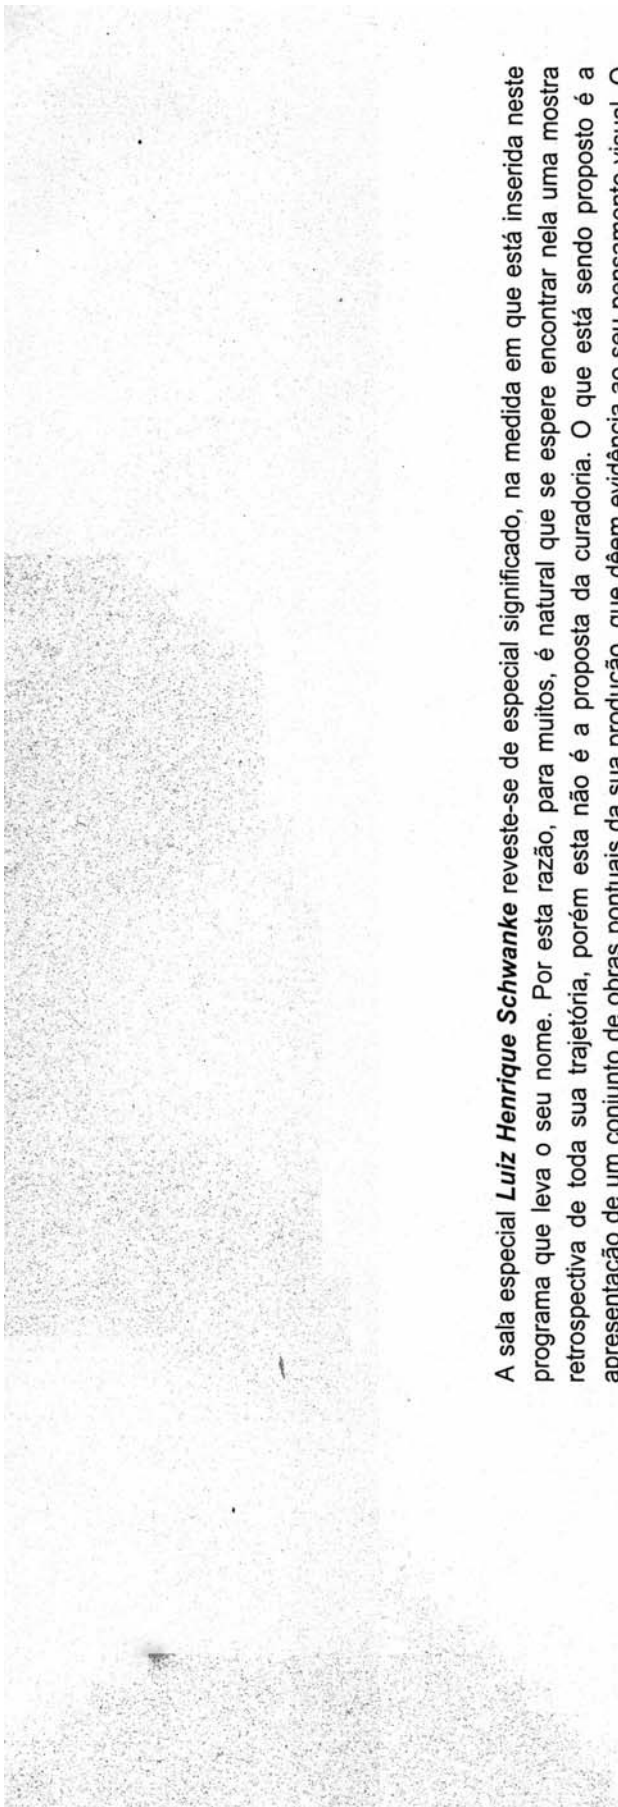 A sala especial Luiz Henrique Schwanke reveste-se de especial significado, na medida em que está inserida neste
programa que leva o seu nome. Por esta razão, para muitos, é natural que se espere encontrar nela uma mostra
retrospectiva de toda sua trajetória, porém esta não é a proposta da curadoria. O que está sendo proposto é a
apresentação de um conjunto de obras pontuais da sua produção, que dêem evidência ao seu pensamento visual. O